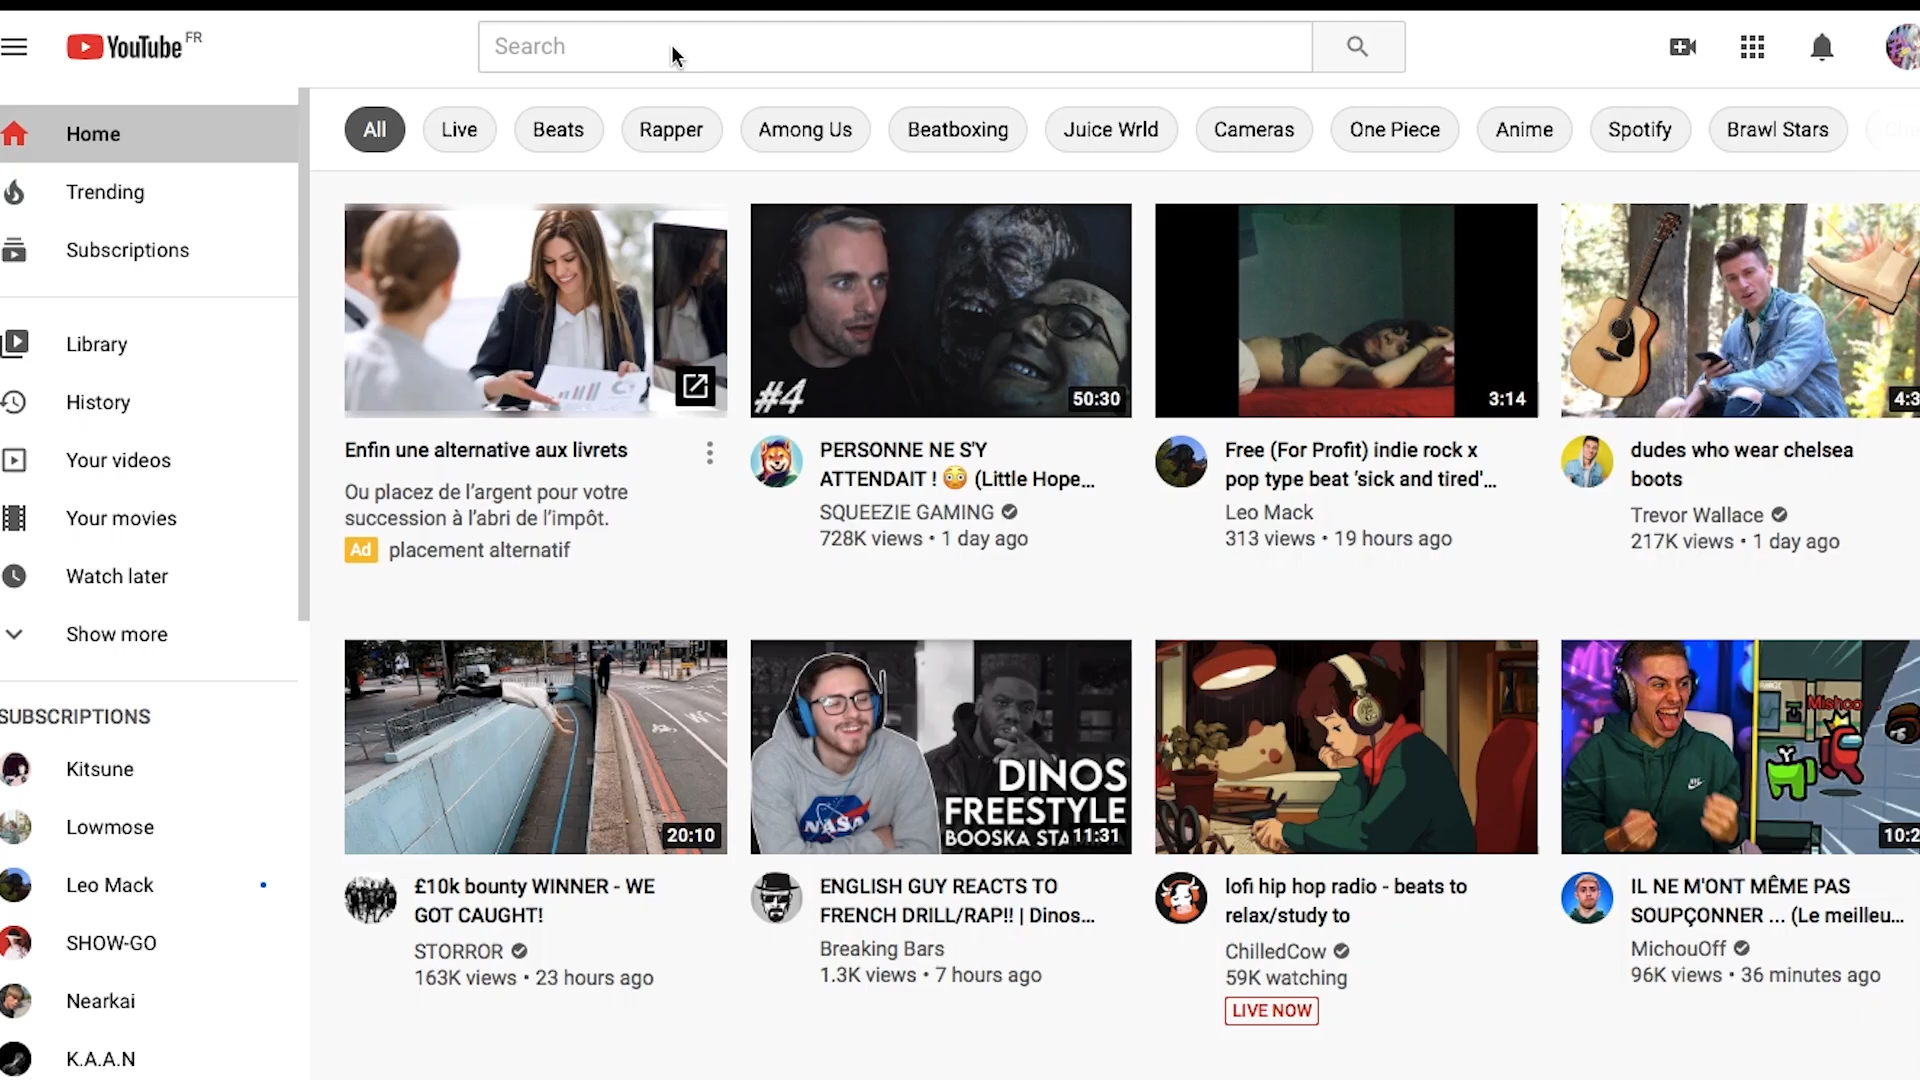 YouTube FR
Search
Home
Trending
Subscriptions
Library
History
Your videos
Your movies
Watch later
Show more
SUBSCRIPTIONS
Kitsune
Lowmose
Leo Mack
SHOW-GO
Nearkai
K.A.A.N
All
Live
Beats
Rapper
Among Us
Beatboxing
Juice Wrld
Cameras
One Piece
Anime
Spotify
Brawl Stars
Enfin une alternative aux livrets
Ou placez de l’argent pour votre
succession à l’abri de l’impôt.
Ad placement alternatif
#4
50:30
PERSONNE NE S'Y
ATTENDAIT ! 😳 (Little Hope...
SQUEEZIE GAMING
728K views • 1 day ago
3:14
Free (For Profit) indie rock x
pop type beat ‘sick and tired'...
Leo Mack
313 views • 19 hours ago
4:3
dudes who wear chelsea
boots
Trevor Wallace
217K views • 1 day ago
20:10
£10k bounty WINNER - WE
GOT CAUGHT!
STORROR
163K views • 23 hours ago
NASA
DINOS
FREESTYLE
BOOSKA STA
11:31
ENGLISH GUY REACTS TO
FRENCH DRILL/RAP!! | Dinos...
Breaking Bars
1.3K views • 7 hours ago
lofi hip hop radio - beats to
relax/study to
ChilledCow
59K watching
LIVE NOW
Mishoo
10:2
IL NE M'ONT MÊME PAS
SOUPÇONNER ... (Le meilleu...
MichouOff
96K views • 36 minutes ago